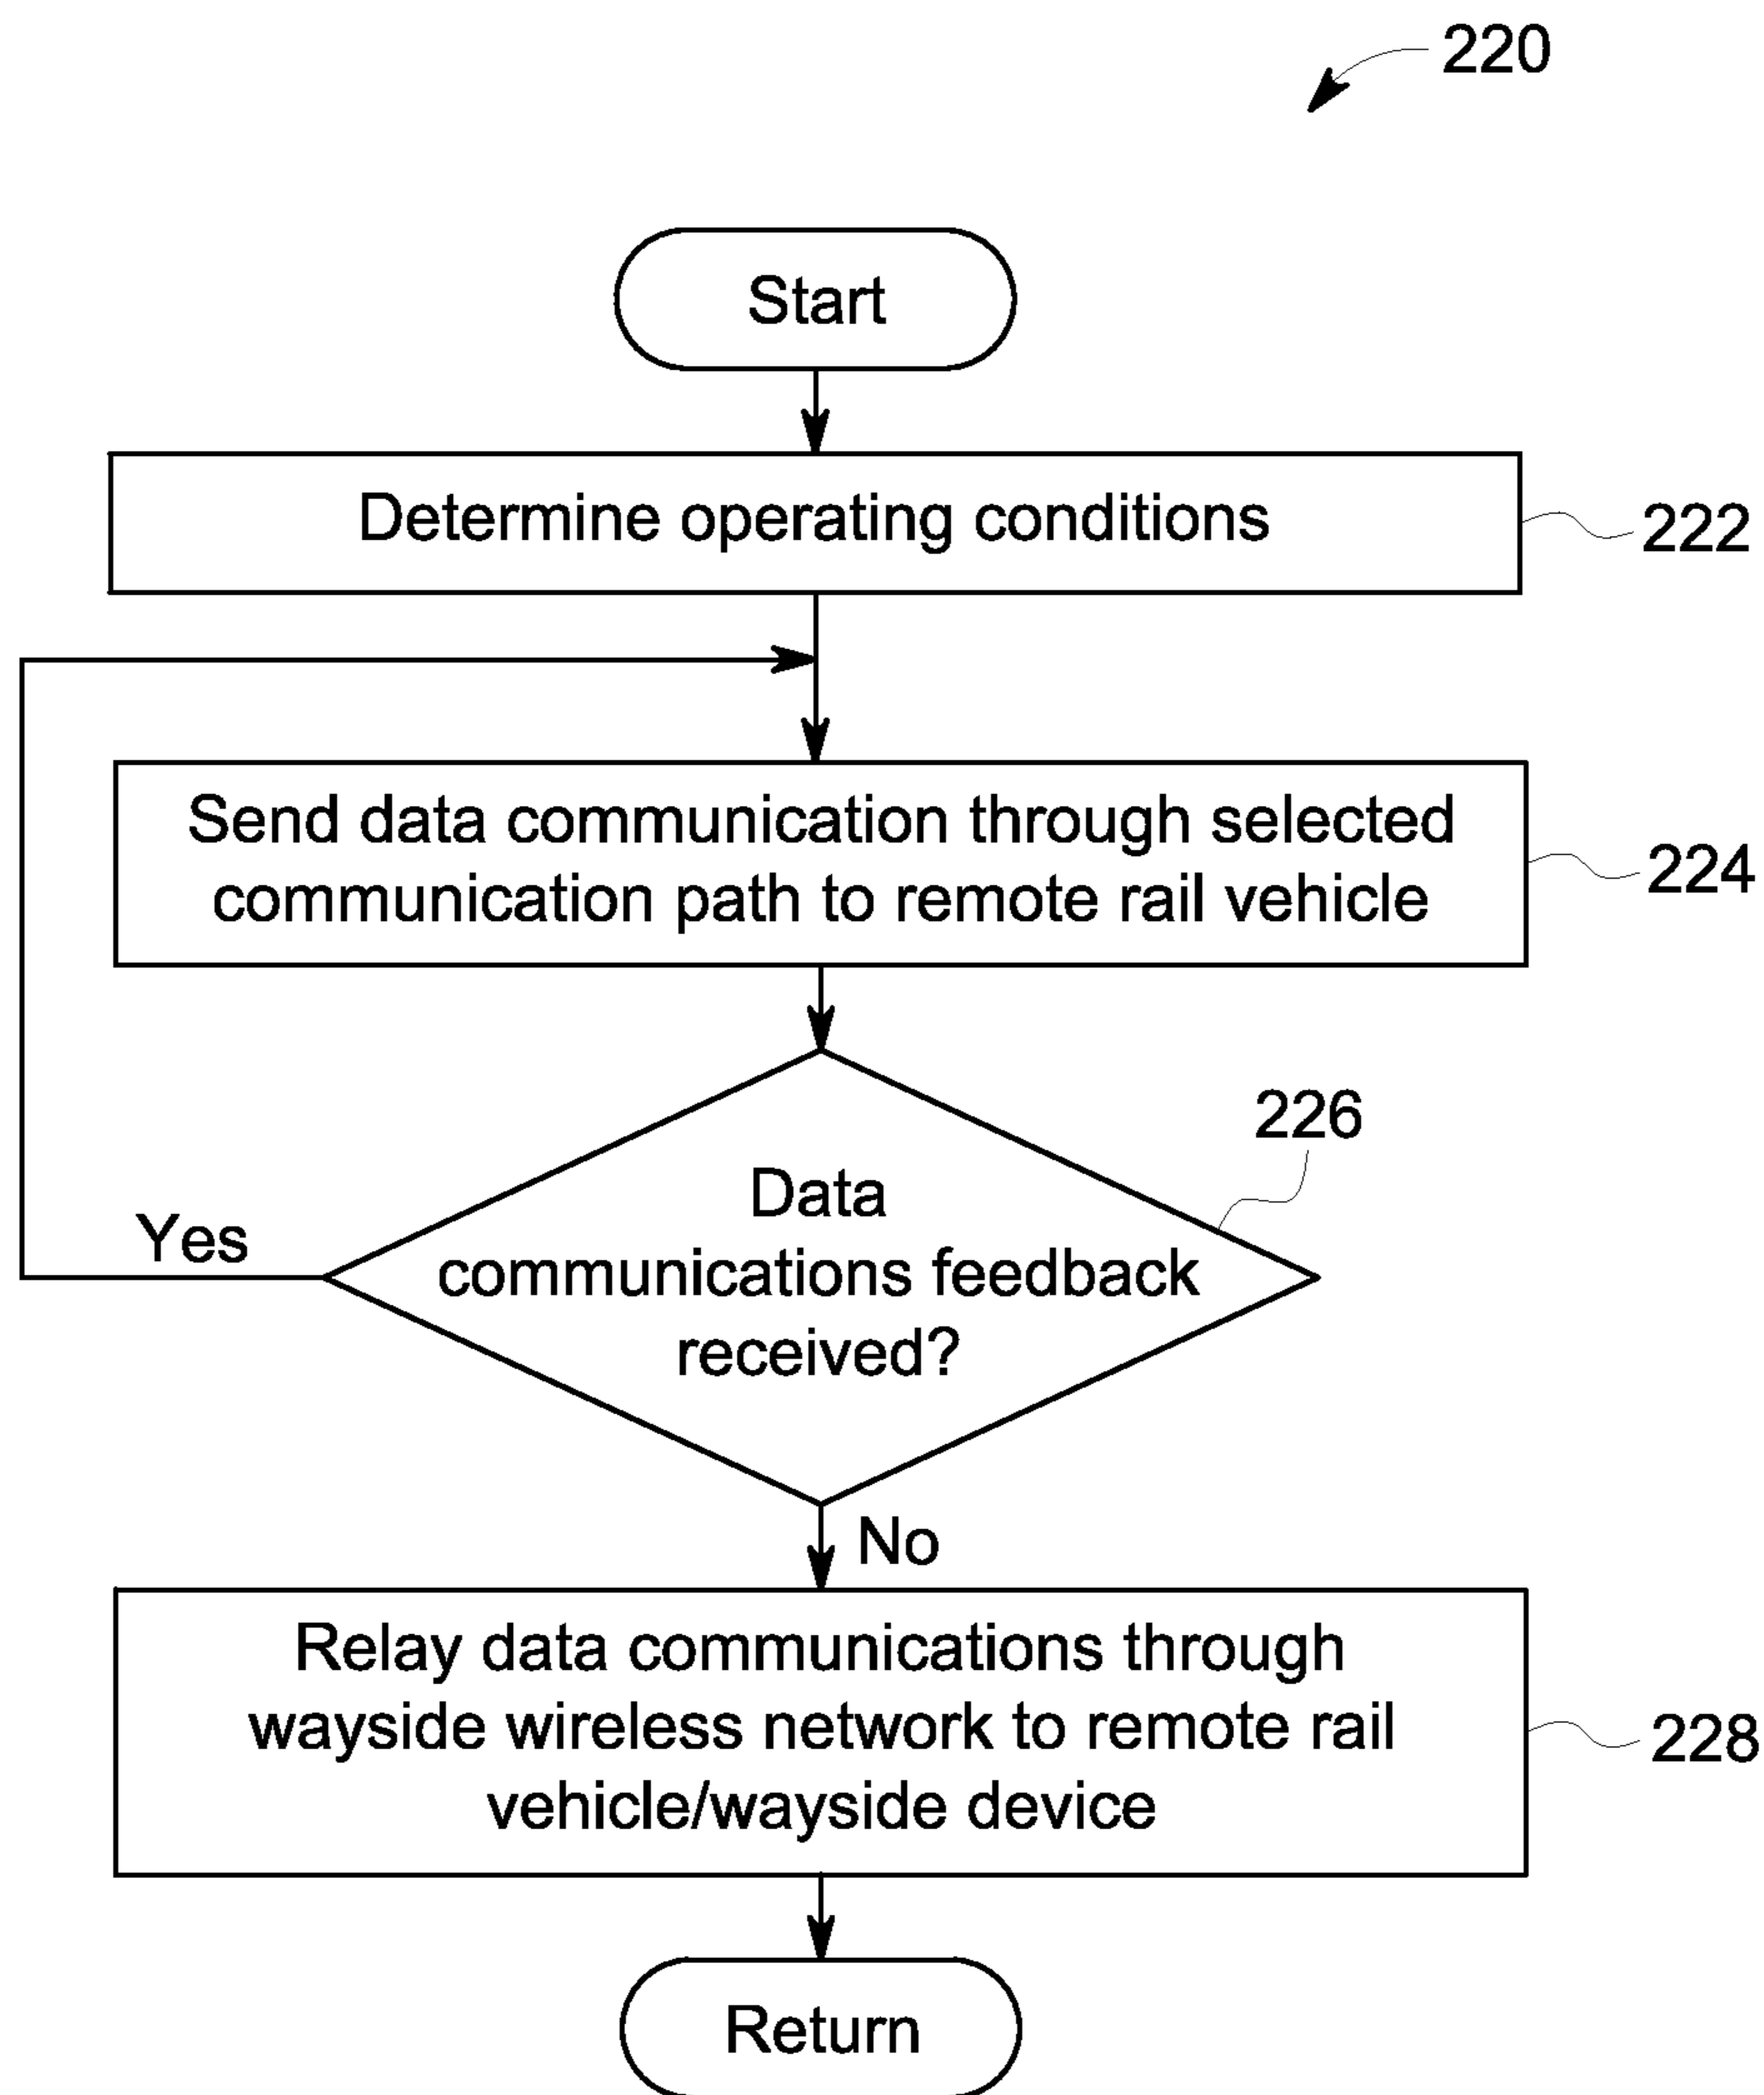 220
Start
Determine operating conditions
222
Send data communication through selected
communication path to remote rail vehicle
224
226
Data
communications feedback
received?
Yes
No
Relay data communications through
wayside wireless network to remote rail
vehicle/wayside device
228
Return